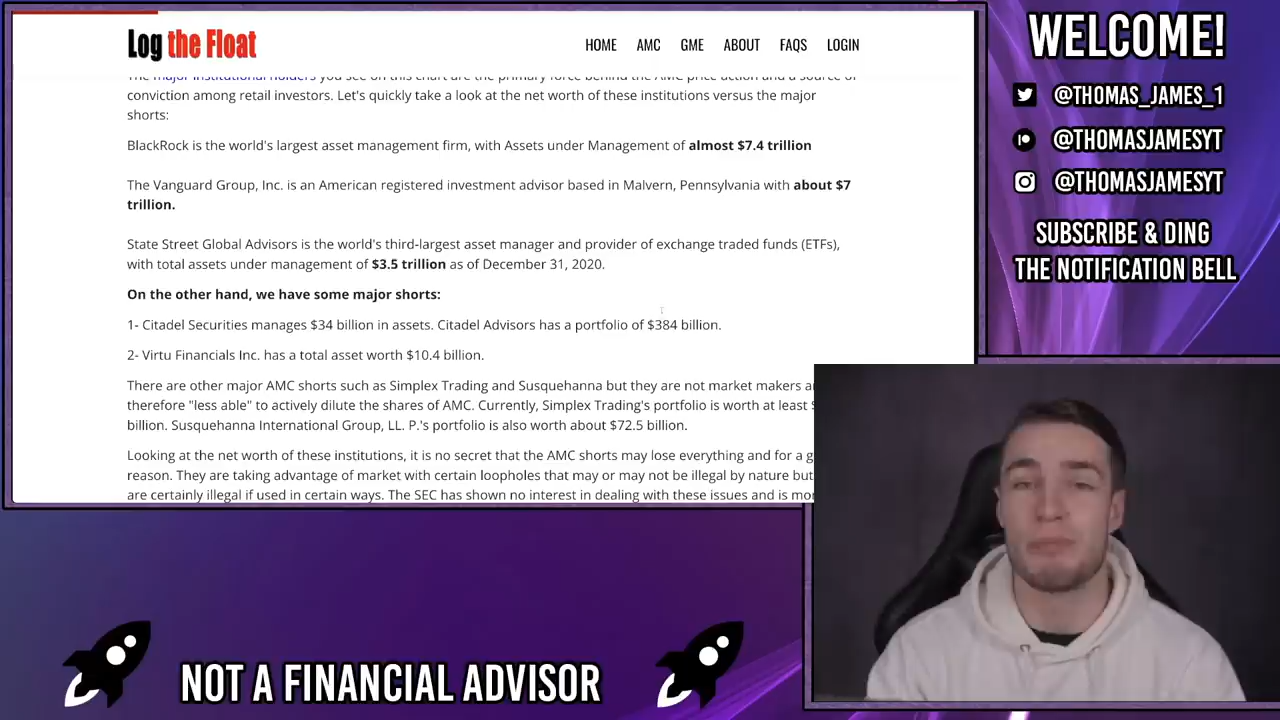 Log the Float
HOME AMC GME ABOUT FAQS LOGIN
The major institutional holders you see on this chart are the primary force behind the AMC price action and a source of
conviction among retail investors. Let's quickly take a look at the net worth of these institutions versus the major
shorts:
BlackRock is the world's largest asset management firm, with Assets under Management of almost $7.4 trillion
The Vanguard Group, Inc. is an American registered investment advisor based in Malvern, Pennsylvania with about $7
trillion.
State Street Global Advisors is the world's third-largest asset manager and provider of exchange traded funds (ETFs),
with total assets under management of $3.5 trillion as of December 31, 2020.
On the other hand, we have some major shorts:
1- Citadel Securities manages $34 billion in assets. Citadel Advisors has a portfolio of $384 billion.
2- Virtu Financials Inc. has a total asset worth $10.4 billion.
There are other major AMC shorts such as Simplex Trading and Susquehanna but they are not market makers
therefore "less able" to actively dilute the shares of AMC. Currently, Simplex Trading's portfolio is worth at least
billion. Susquehanna International Group, LL. P.'s portfolio is also worth about $72.5 billion.
Looking at the net worth of these institutions, it is no secret that the AMC shorts may lose everything and for a
reason. They are taking advantage of market with certain loopholes that may or may not be illegal by nature but
are certainly illegal if used in certain ways. The SEC has shown no interest in dealing with these issues and is
WELCOME!
@THOMAS_JAMES_1
@THOMASJAMESYT
@THOMASJAMESYT
SUBSCRIBE & DING
THE NOTIFICATION BELL
NOT A FINANCIAL ADVISOR